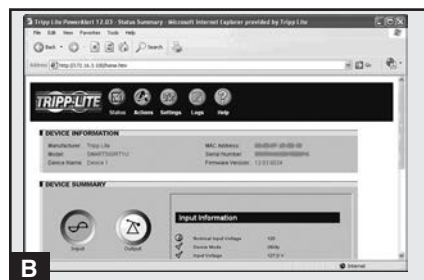 Tripp Lite PowerAlert 12.03 - Status Summary - Microsoft Internet Explorer provided by Tripp Lite
File Edit View Favorites Tools Help
Back Search
Address Go
TRIPP·LITE
Status Actions Settings Logs Help
DEVICE INFORMATION
Manufacturer: Tripp Lite MAC Address:
Model: Serial Number:
Device Name: Device 1 Firmware Version:
DEVICE SUMMARY
Input Information
Input Output
Nominal Input Voltage 120
Device Mode Utility
Input Voltage
Internet
B